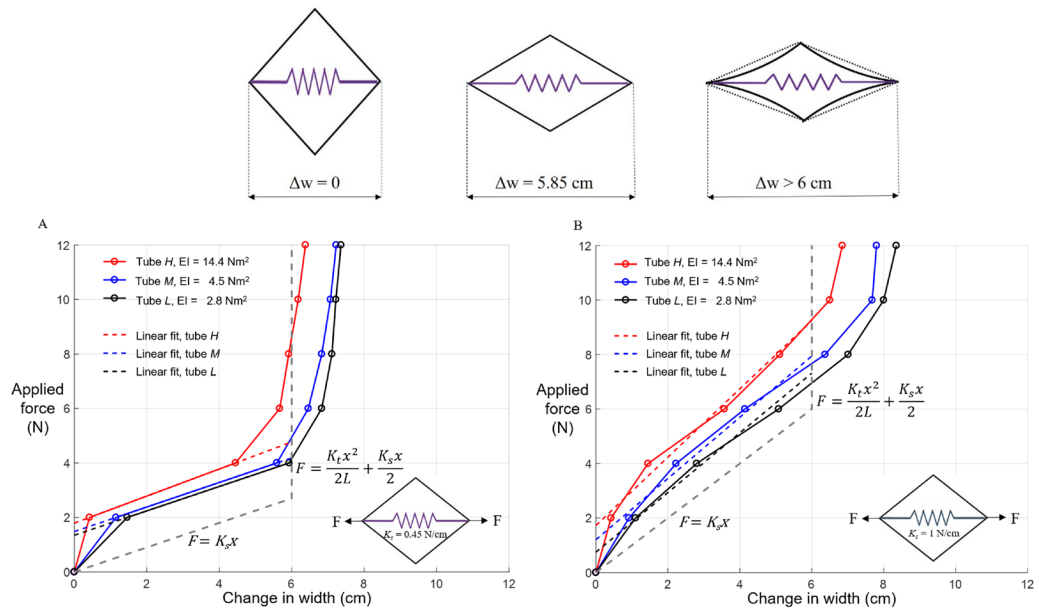 Δw = 0
Δw = 5.85 cm
Δw > 6 cm
A
12
10
8
6
4
2
0
Applied
force
(N)
Tube H, EI = 14.4 Nm²
Tube M, EI = 4.5 Nm²
Tube L, EI = 2.8 Nm²
Linear fit, tube H
Linear fit, tube M
Linear fit, tube L
F = K_t x²/2L + K_s x/2
F = K_s x
F
F
K_s = 0.45 N/cm
0 2 4 6 8 10 12
Change in width (cm)
B
12
10
8
6
4
2
0
Applied
force
(N)
Tube H, EI = 14.4 Nm²
Tube M, EI = 4.5 Nm²
Tube L, EI = 2.8 Nm²
Linear fit, tube H
Linear fit, tube M
Linear fit, tube L
F = K_t x²/2L + K_s x/2
F = K_s x
F
F
K_s = 1 N/cm
0 2 4 6 8 10 12
Change in width (cm)